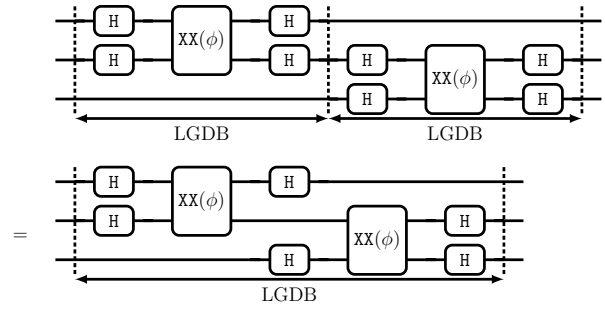 H XX(ϕ) H
H H H H
H XX(ϕ) H
LGDB LGDB
H XX(ϕ) H
= H XX(ϕ) H
H H
LGDB